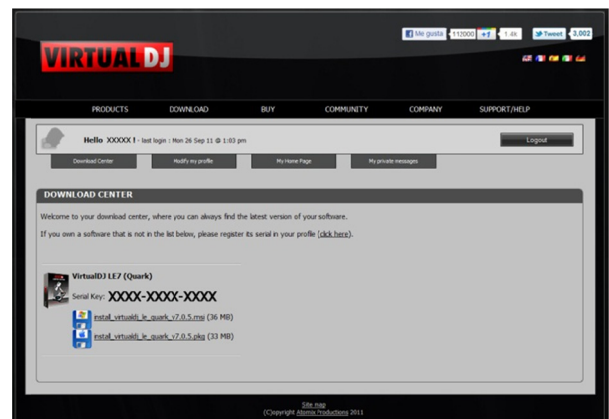 Me gusta 112000 +1 1.4k Tweet 3,002
VIRTUAL DJ
PRODUCTS DOWNLOAD BUY COMMUNITY COMPANY SUPPORT/HELP
Hello XXXXX ! - last login : Mon 26 Sep 11 @ 1:03 pm Logout
Download Center Modify my profile My Home Page My private messages
DOWNLOAD CENTER
Welcome to your download center, where you can always find the latest version of your software.
If you own a software that is not in the list below, please register its serial in your profile (click here).
VirtualDJ LE7 (Quark)
Serial Key: XXXX-XXXX-XXXX
install_virtualdj_le_quark_v7.0.5.msi (36 MB)
install_virtualdj_le_quark_v7.0.5.pkg (33 MB)
Site map
(C)opyright Atomix Productions 2011